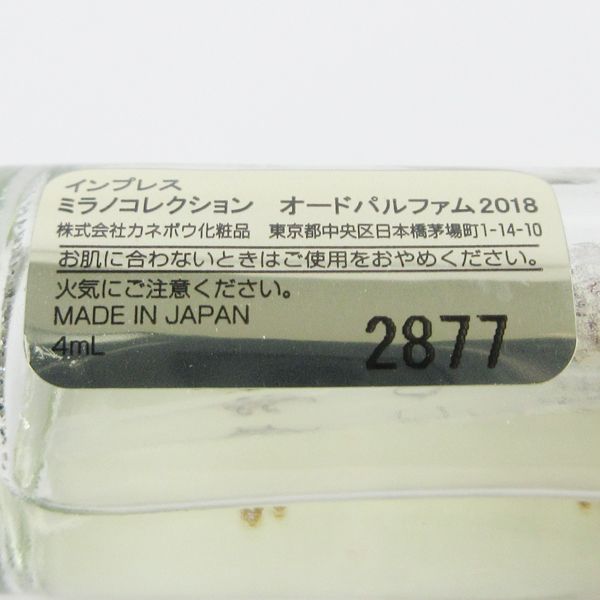 インプレス
ミラノコレクション　オードパルファム2018
株式会社カネボウ化粧品　東京都中央区日本橋茅場町1-14-10
お肌に合わないときはご使用をおやめください。
火気にご注意ください。
MADE IN JAPAN
4mL
2877